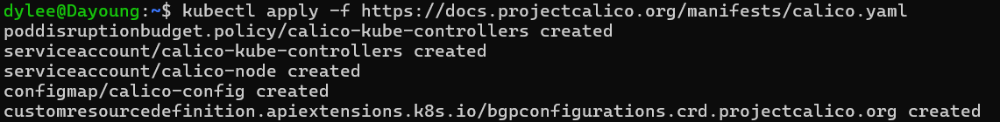 dylee@Dayoung:~$ kubectl apply -f https://docs.projectcalico.org/manifests/calico.yaml
poddisruptionbudget.policy/calico-kube-controllers created
serviceaccount/calico-kube-controllers created
serviceaccount/calico-node created
configmap/calico-config created
customresourcedefinition.apiextensions.k8s.io/bgpconfigurations.crd.projectcalico.org created